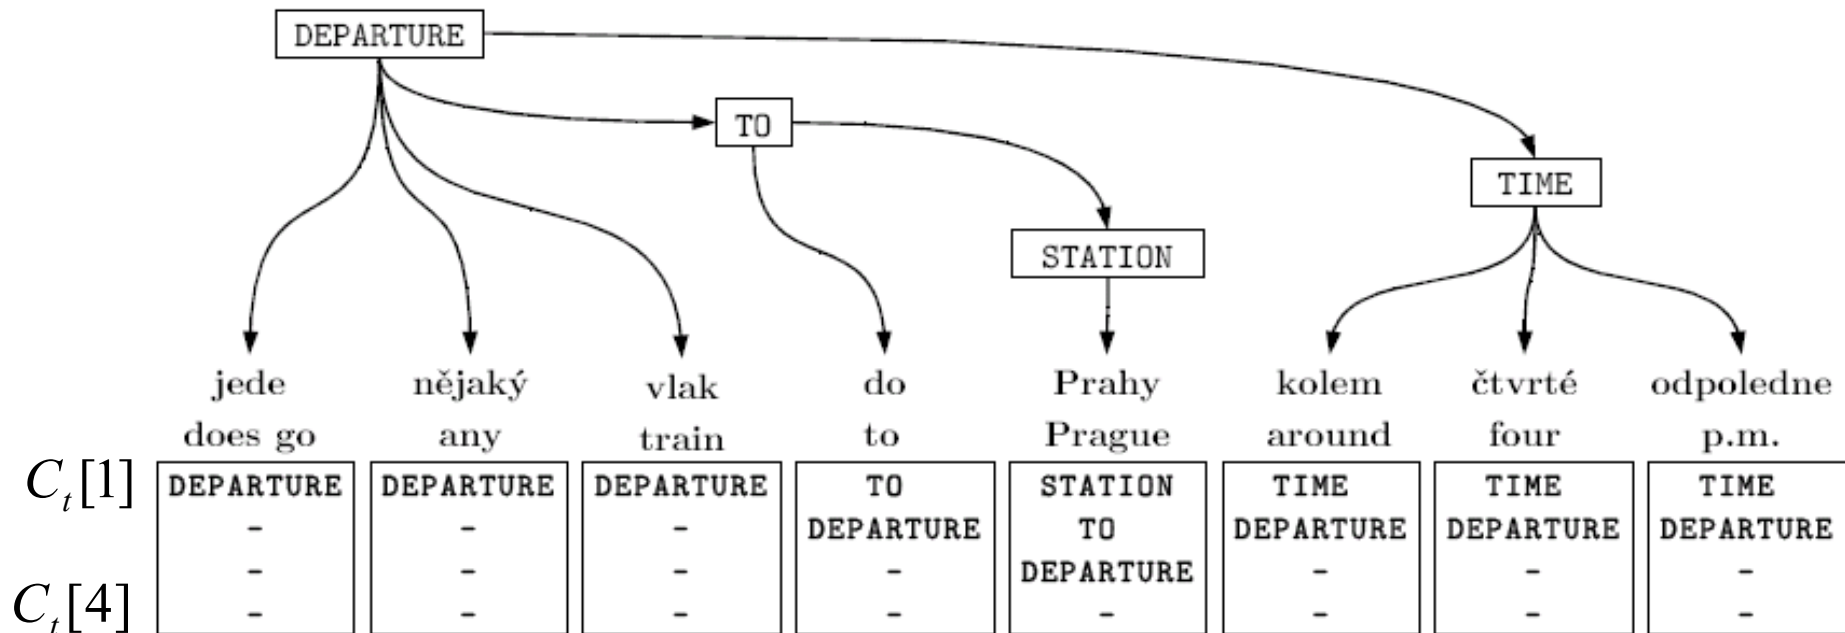 DEPARTURE
TO
TIME
STATION
jede nějaký vlak do Prahy kolem čtvrté odpoledne
does go any train to Prague around four p.m.
C_t[1] DEPARTURE DEPARTURE DEPARTURE TO STATION TIME TIME TIME
- - - DEPARTURE TO DEPARTURE DEPARTURE DEPARTURE
- - - - DEPARTURE - - -
C_t[4] - - - - - - - -